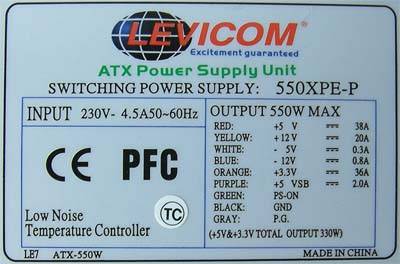 LEVICOM
Excitement guaranteed
ATX Power Supply Unit
SWITCHING POWER SUPPLY: 550XPE-P
INPUT 230V- 4.5A50~60Hz
CE PFC
TC
Low Noise
Temperature Controller
OUTPUT 550W MAX
RED: +5 V 38A
YELLOW: +12V 20A
WHITE: - 5V 0.3A
BLUE: -12V 0.8A
ORANGE: +3.3V 36A
PURPLE: +5 VSB 2.0A
GREEN: PS-ON
BLACK: GND
GRAY: P.G.
(+5V&+3.3V TOTAL OUTPUT 330W)
LE7 ATX-550W MADE IN CHINA